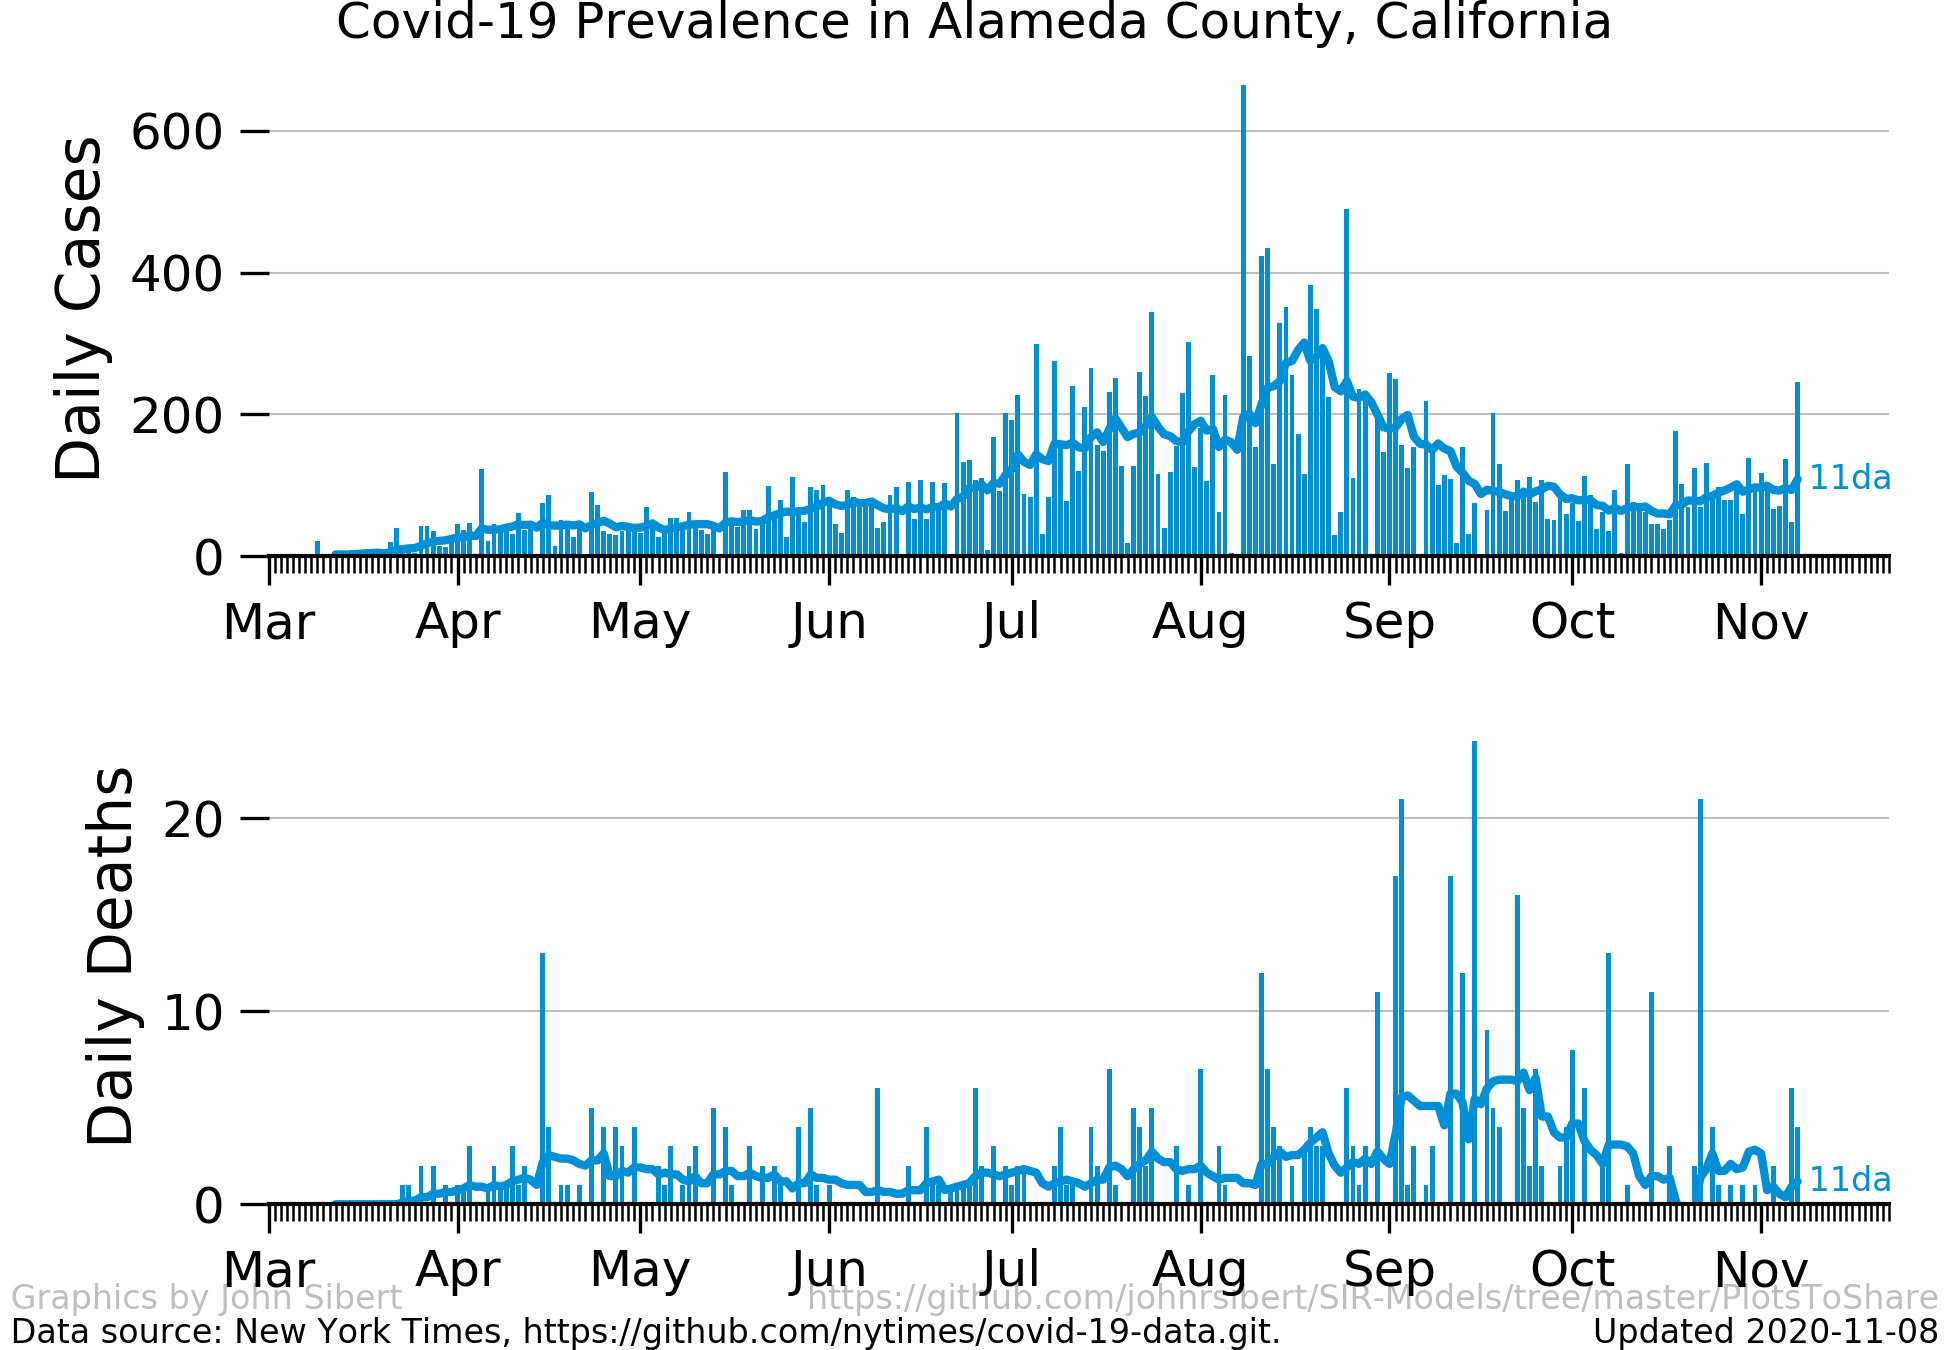 Covid-19 Prevalence in Alameda County, California
Daily Cases
600
400
200
0
11da
Mar Apr May Jun Jul Aug Sep Oct Nov
Daily Deaths
20
10
0
11da
Mar Apr May Jun Jul Aug Sep Oct Nov
Graphics by John Sibert https://github.com/johnrsibert/SIR-Models/tree/master/PlotsToShare
Data source: New York Times, https://github.com/nytimes/covid-19-data.git. Updated 2020-11-08